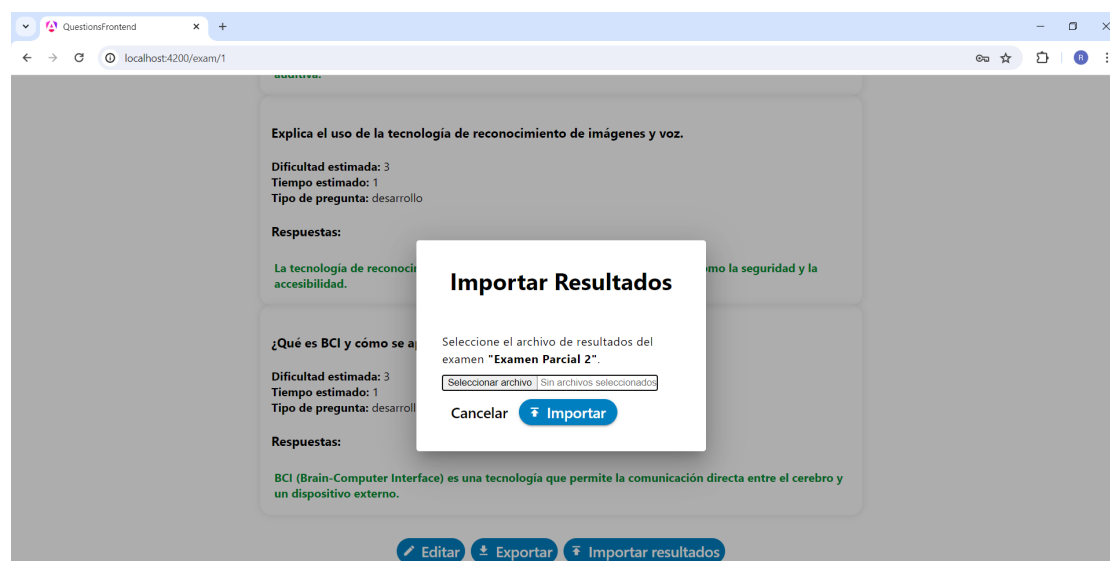 QuestionsFrontend
localhost:4200/exam/1
R
auditiva.
Explica el uso de la tecnología de reconocimiento de imágenes y voz.
Dificultad estimada: 3
Tiempo estimado: 1
Tipo de pregunta: desarrollo
Respuestas:
La tecnología de reconoci
mo la seguridad y la
accesibilidad.
Importar Resultados
Seleccione el archivo de resultados del
examen "Examen Parcial 2".
Seleccionar archivo Sin archivos seleccionados
Cancelar Importar
¿Qué es BCI y cómo se a
Dificultad estimada: 3
Tiempo estimado: 1
Tipo de pregunta: desarroll
Respuestas:
BCI (Brain-Computer Interface) es una tecnología que permite la comunicación directa entre el cerebro y
un dispositivo externo.
Editar Exportar Importar resultados